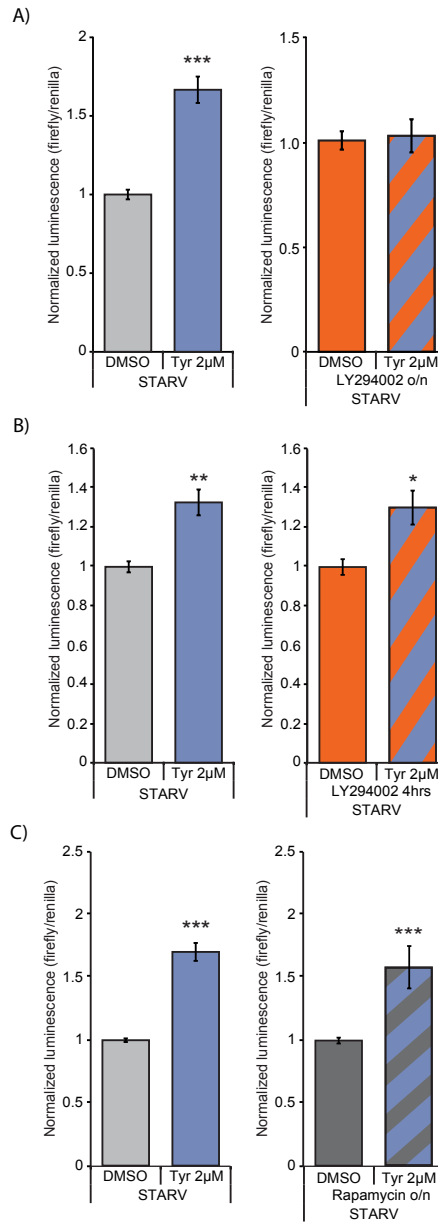 A)
Normalized luminescence (firefly/renilla)
2
1.5
1
0.5
0
***
DMSO
Tyr 2µM
STARV
Normalized luminescence (firefly/renilla)
1.5
1.0
0.5
0
DMSO
Tyr 2µM
LY294002 o/n
STARV
B)
Normalized luminescence (firefly/renilla)
1.6
1.4
1.2
1
0.8
0.6
0.4
0.2
0
**
DMSO
Tyr 2µM
STARV
Normalized luminescence (firefly/renilla)
1.6
1.4
1.2
1
0.8
0.6
0.4
0.2
0
*
DMSO
Tyr 2µM
LY294002 4hrs
STARV
C)
Normalized luminescence (firefly/renilla)
2.5
2
1.5
1
0.5
0
***
DMSO
Tyr 2µM
STARV
Normalized luminescence (firefly/renilla)
2.5
2
1.5
1
0.5
0
***
DMSO
Tyr 2µM
Rapamycin o/n
STARV